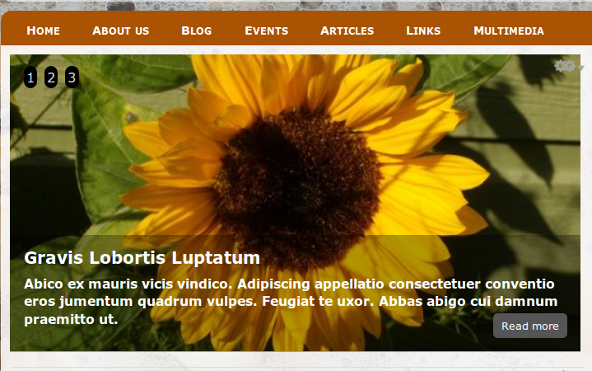 Home About us Blog Events Articles Links Multimedia
1 2 3
Gravis Lobortis Luptatum
Abico ex mauris vicis vindico. Adipiscing appellatio consectetuer conventio
eros jumentum quadrum vulpes. Feugiat te uxor. Abbas abigo cui damnum
praemitto ut.
Read more